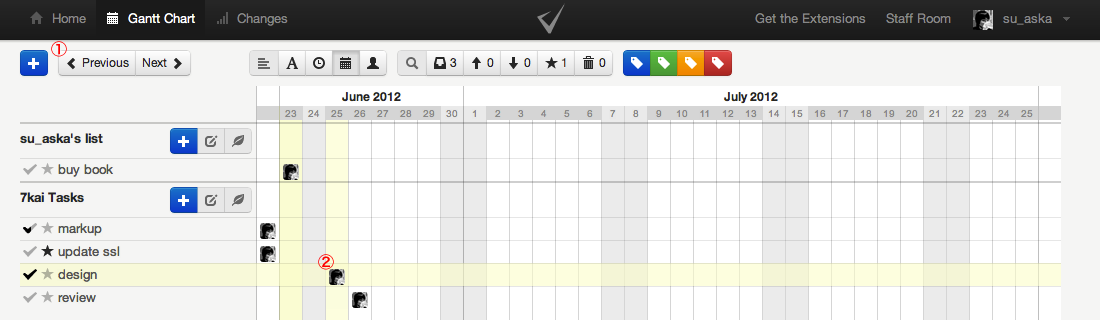 Home Gantt Chart Changes Get the Extensions Staff Room su_aska
① Previous Next A 3 0 0 1 0
June 2012 July 2012
23 24 25 26 27 28 29 30 1 2 3 4 5 6 7 8 9 10 11 12 13 14 15 16 17 18 19 20 21 22 23 24 25
su_aska's list
buy book
7kai Tasks
markup
update ssl
② design
review